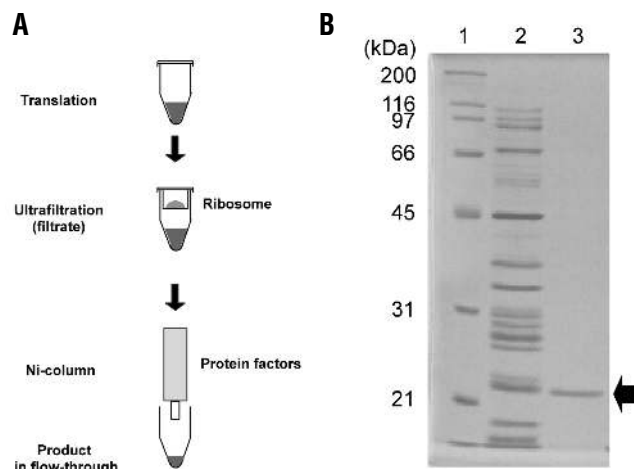 A
Translation
Ultrafiltration
(filtrate)
Ribosome
Ni-column
Protein factors
Product
in flow-through
B
(kDa)
1 2 3
200
116
97
66
45
31
21